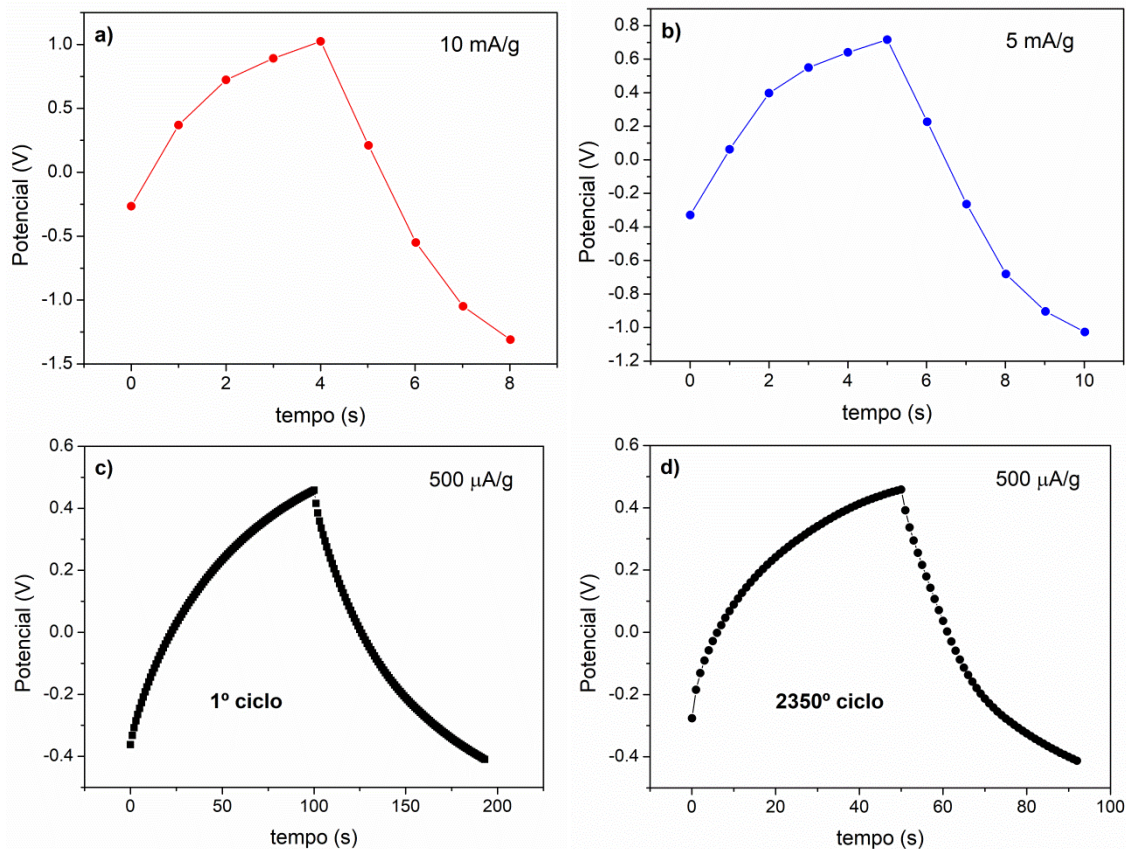 a)
10 mA/g
1.0
0.5
0.0
-0.5
-1.0
-1.5
Potencial (V)
0 2 4 6 8
tempo (s)
b)
5 mA/g
0.8
0.6
0.4
0.2
0.0
-0.2
-0.4
-0.6
-0.8
-1.0
-1.2
Potencial (V)
0 2 4 6 8 10
tempo (s)
c)
500 μA/g
0.6
0.4
0.2
0.0
-0.2
-0.4
Potencial (V)
1º ciclo
0 50 100 150 200
tempo (s)
d)
500 μA/g
0.6
0.4
0.2
0.0
-0.2
-0.4
Potencial (V)
2350º ciclo
0 20 40 60 80 100
tempo (s)